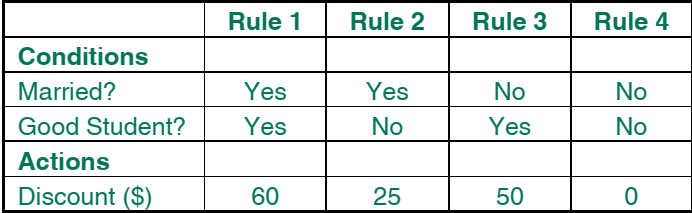 Rule 1 Rule 2 Rule 3 Rule 4
Conditions
Married? Yes Yes No No
Good Student? Yes No Yes No
Actions
Discount ($) 60 25 50 0